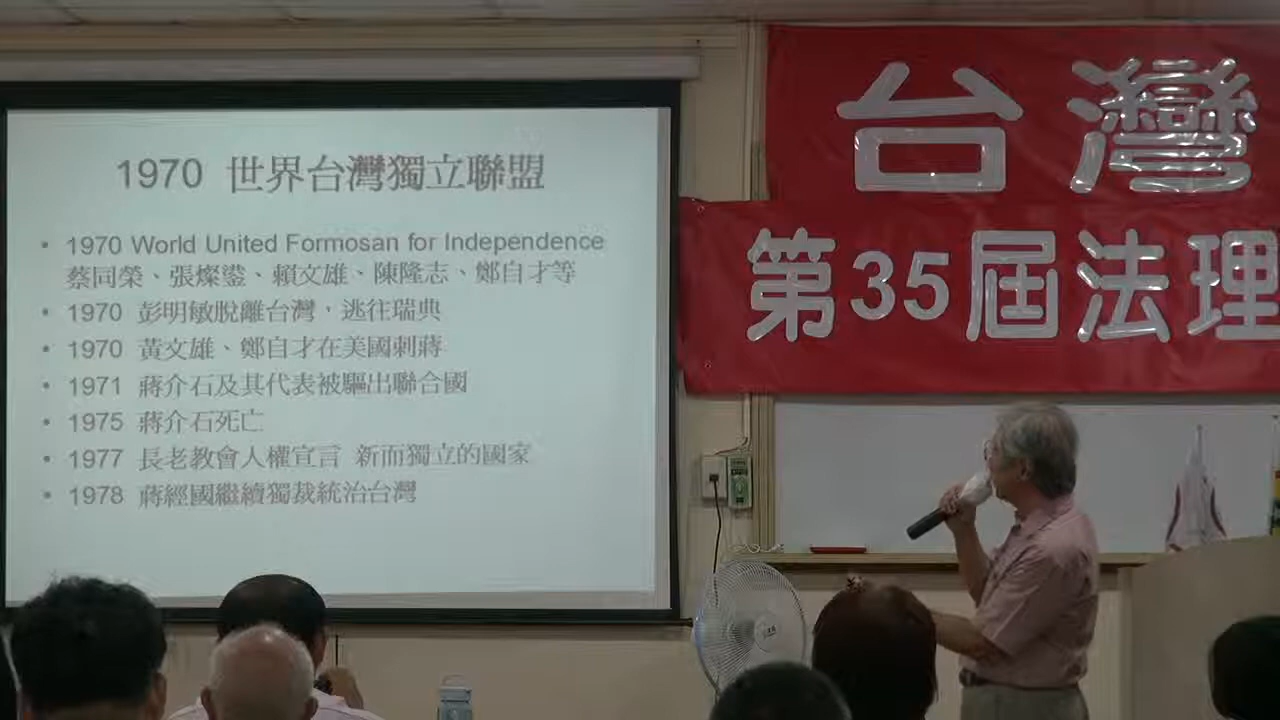 1970 世界台灣獨立聯盟
• 1970 World United Formosan for Independence
蔡同榮、張燦鍙、賴文雄、陳隆志、鄭自才等
• 1970 彭明敏脫離台灣，逃往瑞典
• 1970 黃文雄、鄭自才在美國刺蔣
• 1971 蔣介石及其代表被驅出聯合國
• 1975 蔣介石死亡
• 1977 長老教會人權宣言 新而獨立的國家
• 1978 蔣經國繼續獨裁統治台灣
台灣
第35屆法理